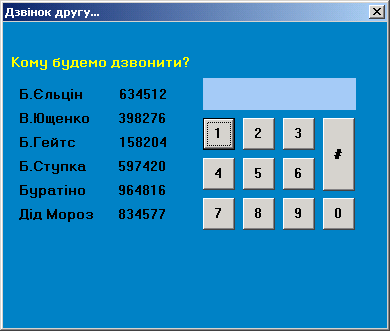 Дзвінок другу...
Кому будемо дзвонити?
Б.Єльцін 634512
В.Ющенко 398276
Б.Гейтс 158204
Б.Ступка 597420
Буратіно 964816
Дід Мороз 834577
1 2 3 #
4 5 6
7 8 9 0